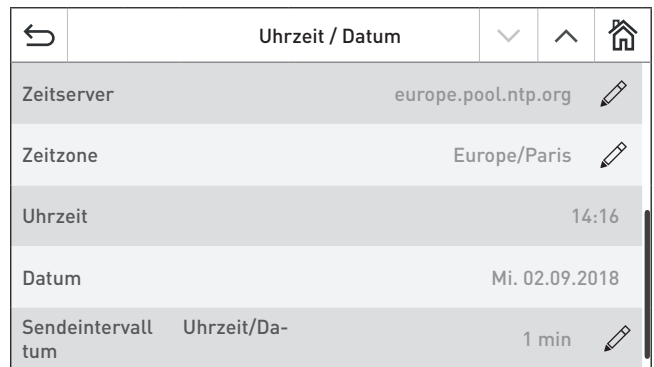 Uhrzeit / Datum
Zeitserver europe.pool.ntp.org
Zeitzone Europe/Paris
Uhrzeit 14:16
Datum Mi. 02.09.2018
Sendeintervall Uhrzeit/Da-
tum 1 min